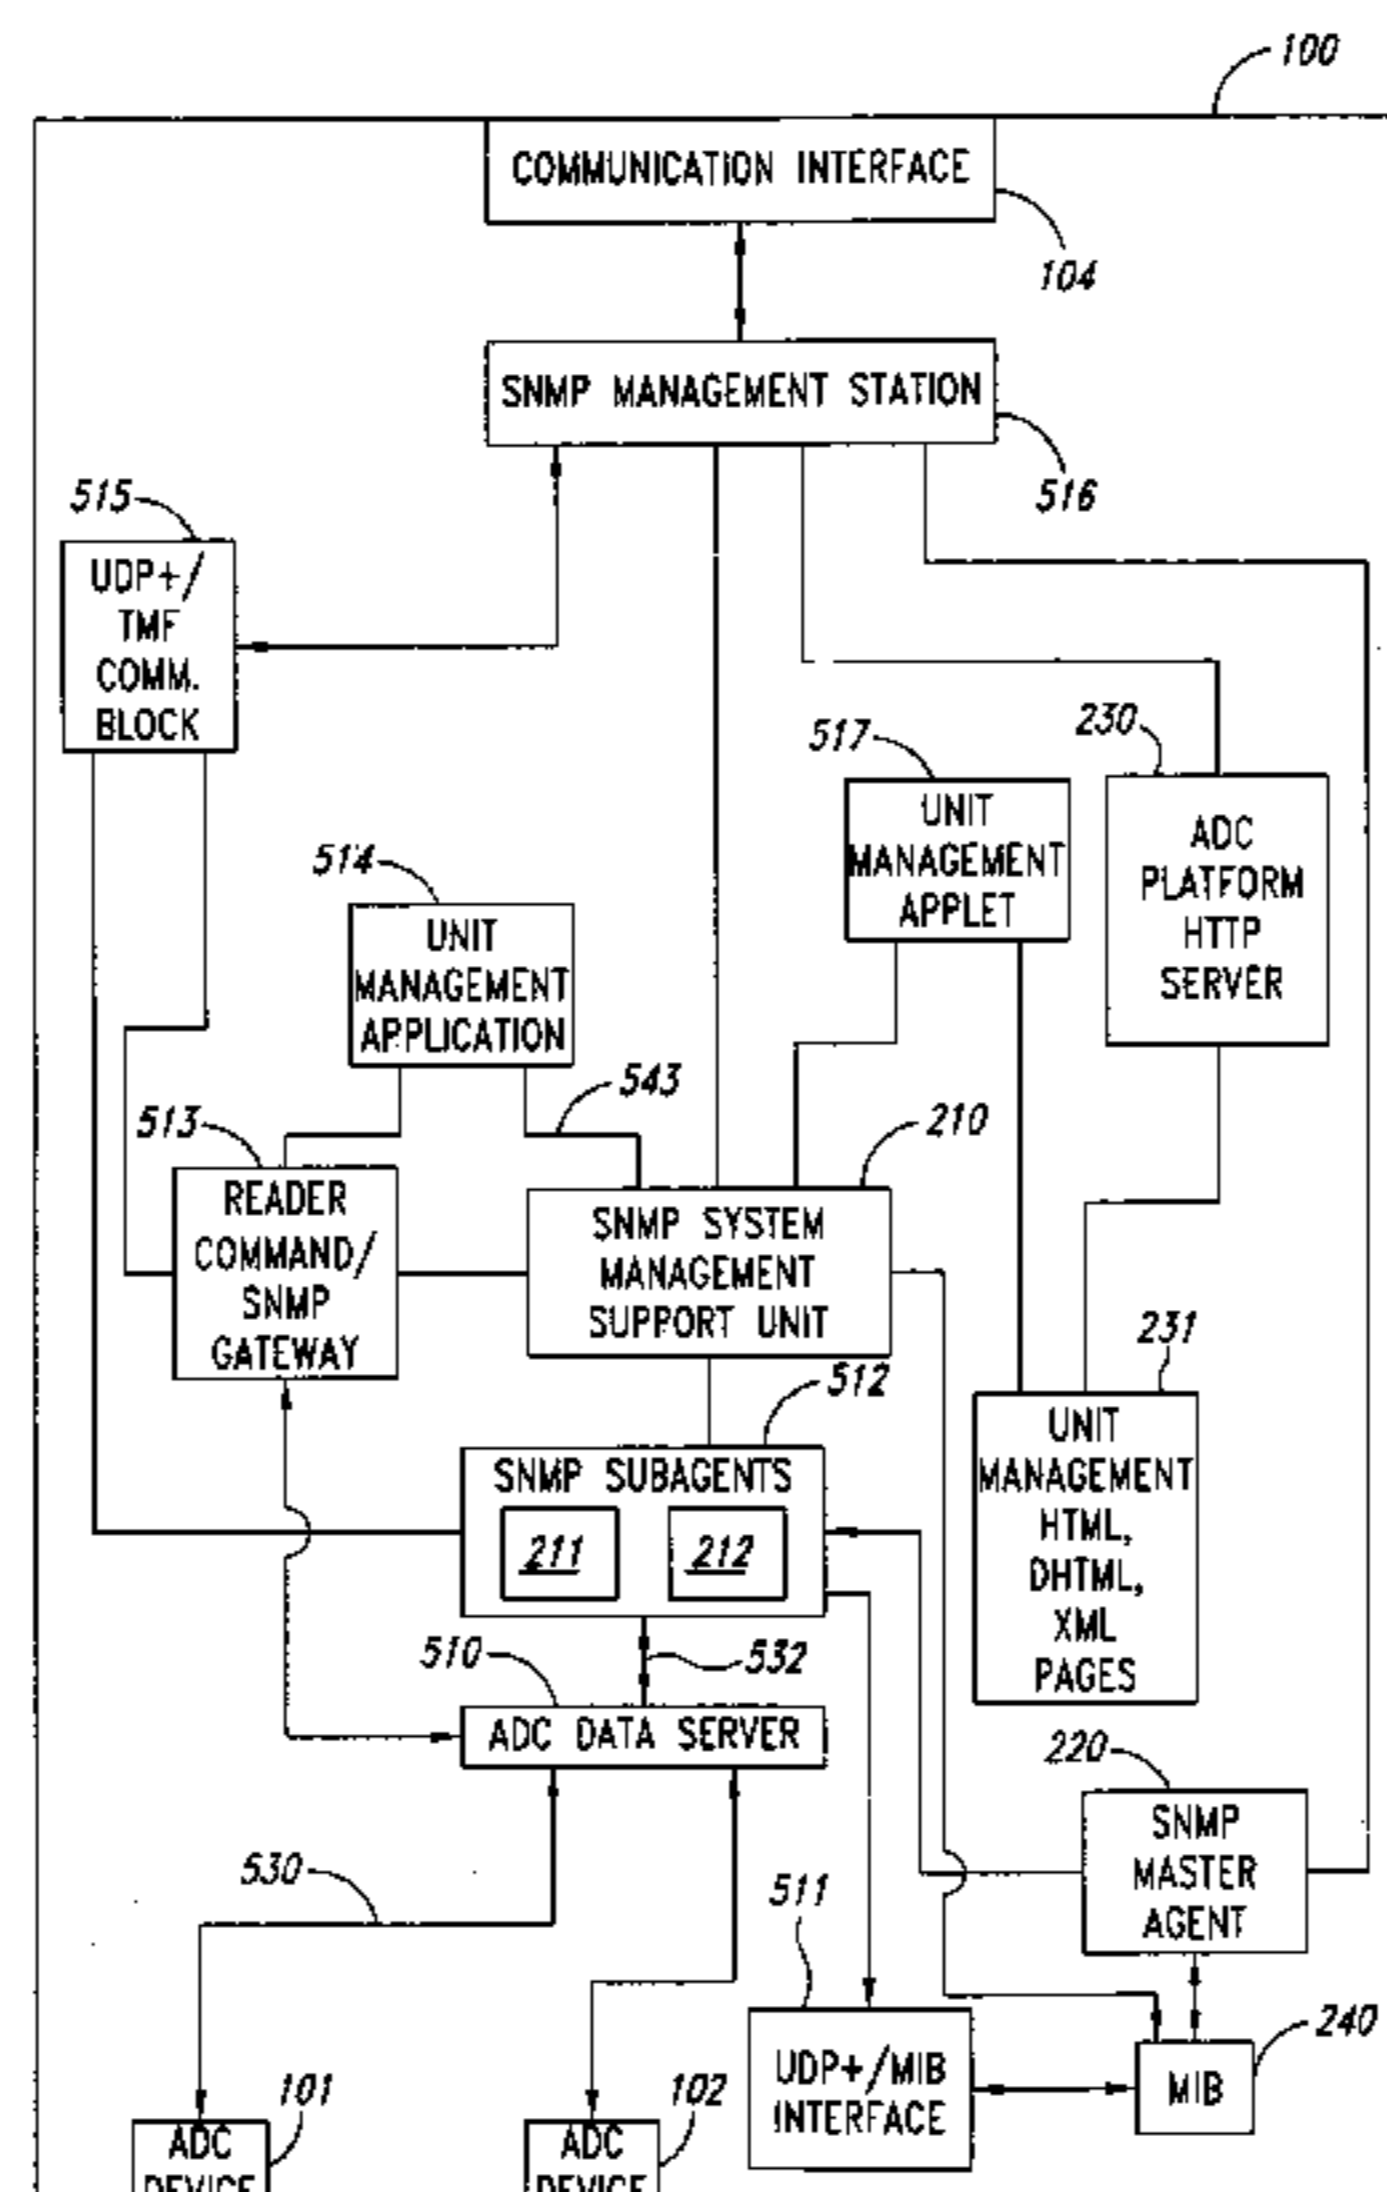 100
COMMUNICATION INTERFACE
104
SNMP MANAGEMENT STATION
516
515
UDP+/
TMF
COMM.
BLOCK
517
UNIT
MANAGEMENT
APPLET
230
ADC
PLATFORM
HTTP
SERVER
514
UNIT
MANAGEMENT
APPLICATION
543
513
READER
COMMAND/
SNMP
GATEWAY
210
SNMP SYSTEM
MANAGEMENT
SUPPORT UNIT
231
UNIT
MANAGEMENT
HTML,
DHTML,
XML
PAGES
512
SNMP SUBAGENTS
211
212
532
510
ADC DATA SERVER
220
SNMP
MASTER
AGENT
530
511
UDP+/MIB
INTERFACE
240
MIB
101
ADC
DEVICE
102
ADC
DEVICE